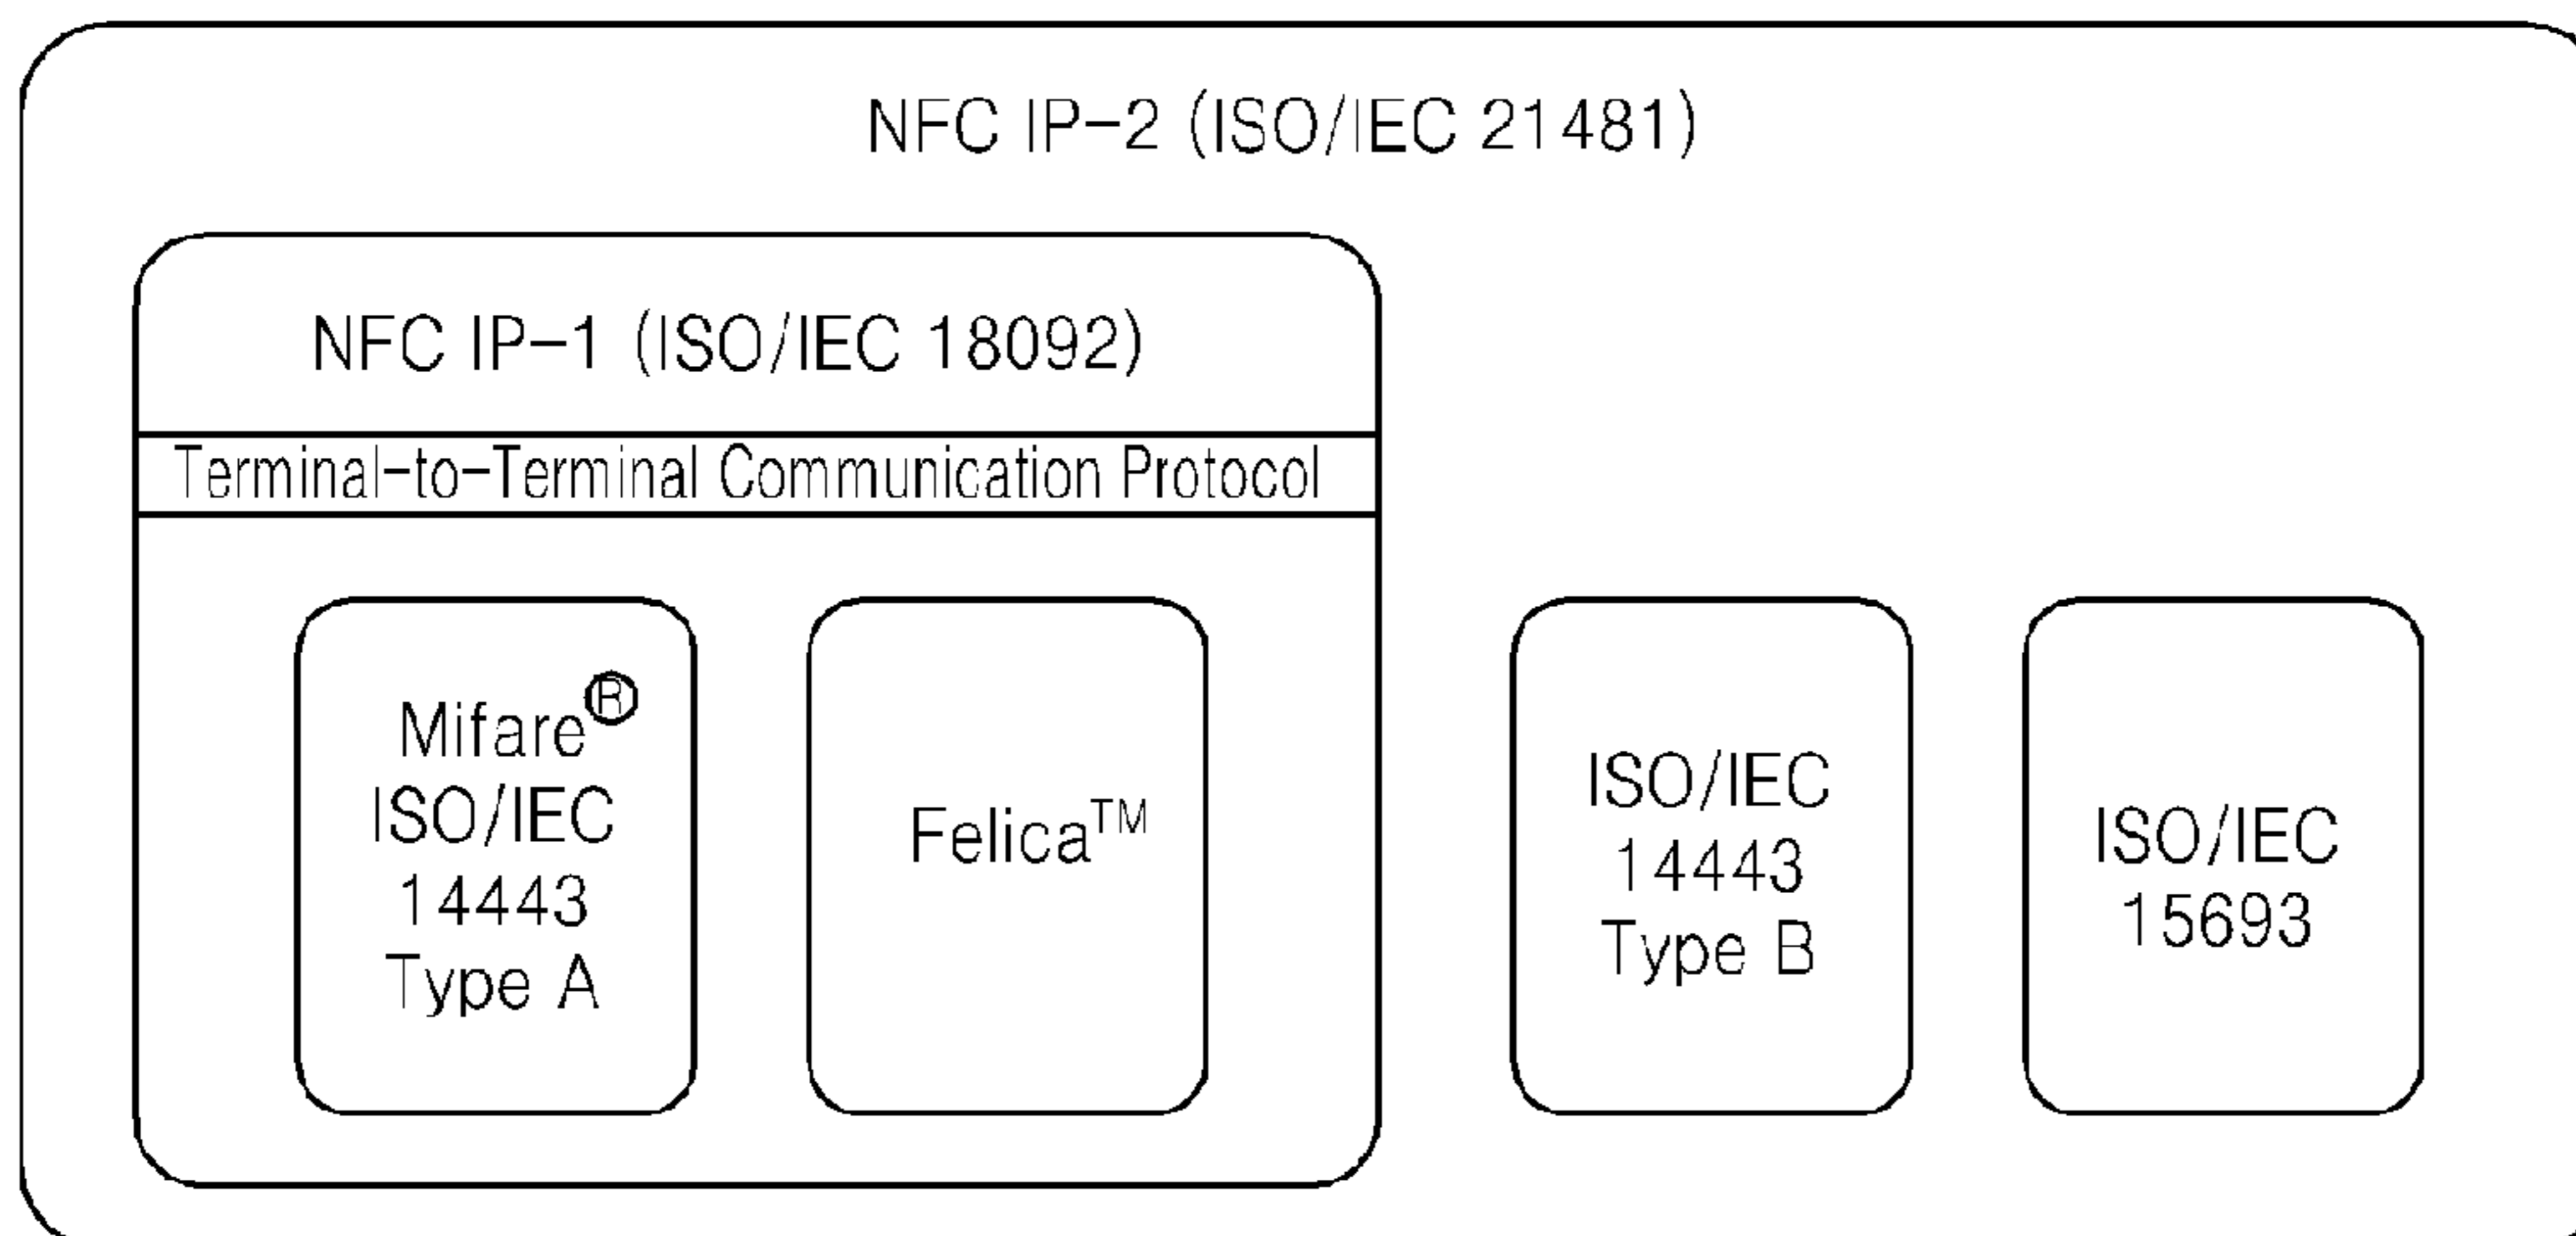 NFC IP-2 (ISO/IEC 21481)
NFC IP-1 (ISO/IEC 18092)
Terminal-to-Terminal Communication Protocol
Mifare®
ISO/IEC
14443
Type A
Felica™
ISO/IEC
14443
Type B
ISO/IEC
15693